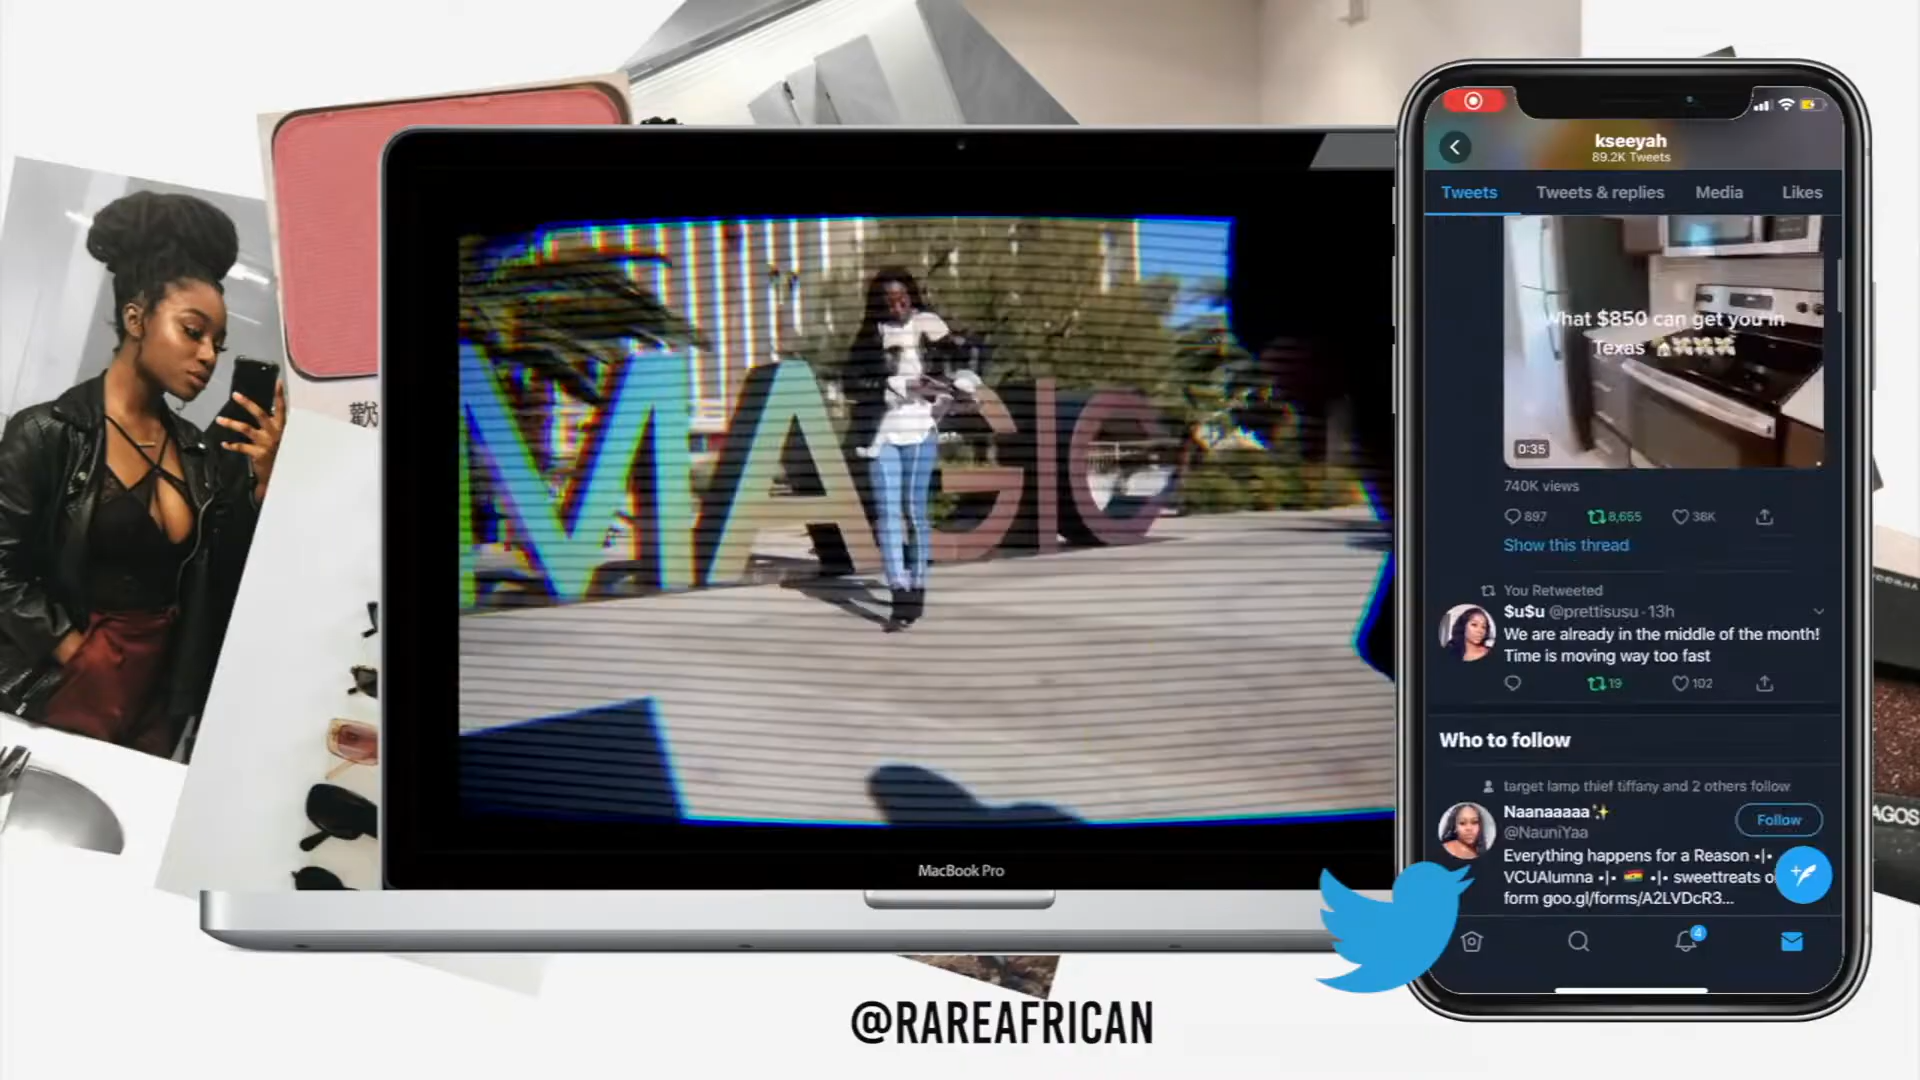 歡
MAGIC
MacBook Pro
@RAREAFRICAN
kseeyah
89.2K Tweets
Tweets Tweets & replies Media Likes
What $850 can get you in
Texas
0:35
740K views
897 8,655 38K
Show this thread
You Retweeted
$u$u @prettisusu · 13h
We are already in the middle of the month!
Time is moving way too fast
19 102
Who to follow
target lamp thief tiffany and 2 others follow
Naanaaaaa✨
@NauniYaa
Follow
Everything happens for a Reason •|•
VCUAlumna •|• 🇬🇭 •|• sweettreats o
form goo.gl/forms/A2LVDcR3...
4
AGOS